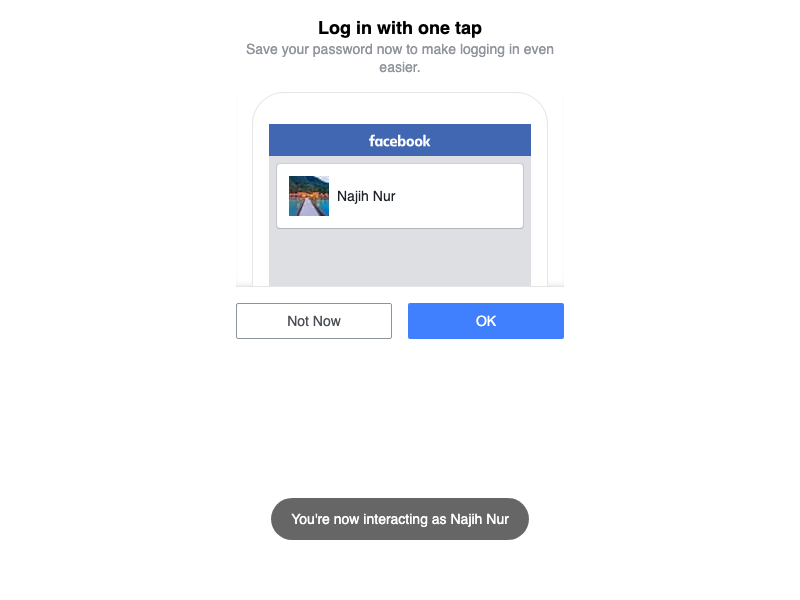 Log in with one tap
Save your password now to make logging in even
easier.
facebook
Najih Nur
Not Now
OK
You're now interacting as Najih Nur